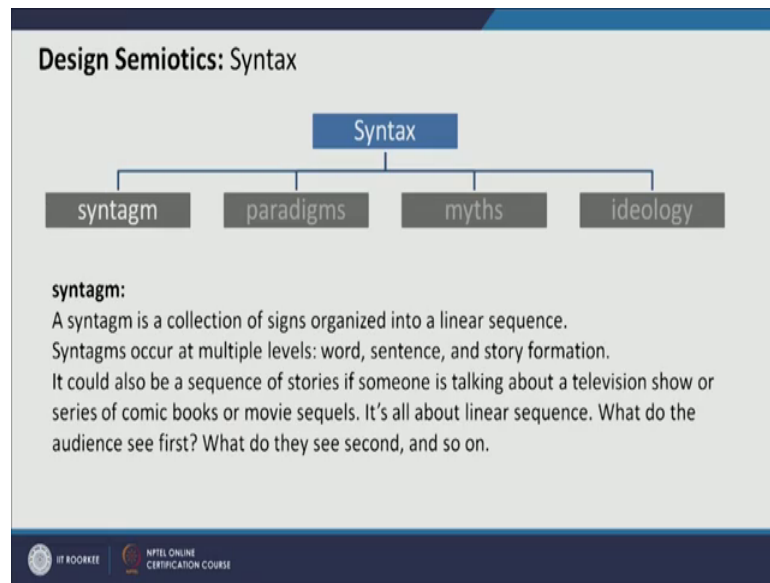 Design Semiotics: Syntax
Syntax
syntagm paradigms myths ideology
syntagm:
A syntagm is a collection of signs organized into a linear sequence.
Syntagms occur at multiple levels: word, sentence, and story formation.
It could also be a sequence of stories if someone is talking about a television show or
series of comic books or movie sequels. It's all about linear sequence. What do the
audience see first? What do they see second, and so on.
IIT ROORKEE
NPTEL ONLINE
CERTIFICATION COURSE